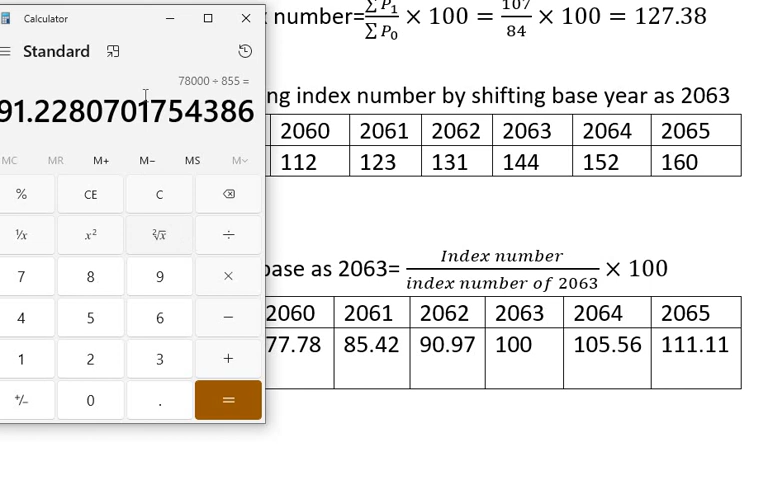 Calculator
Standard
78000 ÷ 855 =
91.2280701754386
MC MR M+ M− MS M˅
% CE C
¹/x x² ²√x ÷
7 8 9 ×
4 5 6 −
1 2 3 +
+/− 0 . =
number= ∑P₁/∑P₀ × 100 = 107/84 × 100 = 127.38
ng index number by shifting base year as 2063
2060 2061 2062 2063 2064 2065
112 123 131 144 152 160
base as 2063= Index number / index number of 2063 × 100
2060 2061 2062 2063 2064 2065
77.78 85.42 90.97 100 105.56 111.11